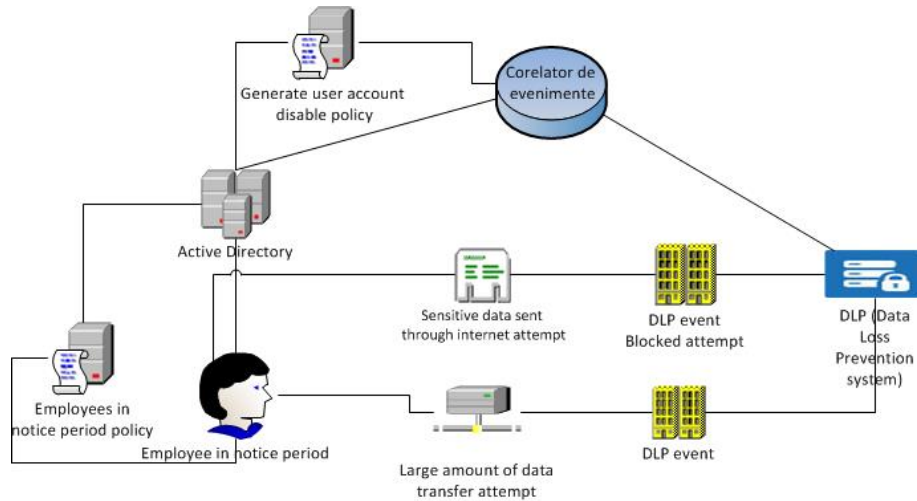 Generate user account
disable policy
Corelator de
evenimente
Active Directory
Sensitive data sent
through internet attempt
DLP event
Blocked attempt
DLP (Data
Loss
Prevention
system)
Employees in
notice period policy
Employee in notice period
Large amount of data
transfer attempt
DLP event